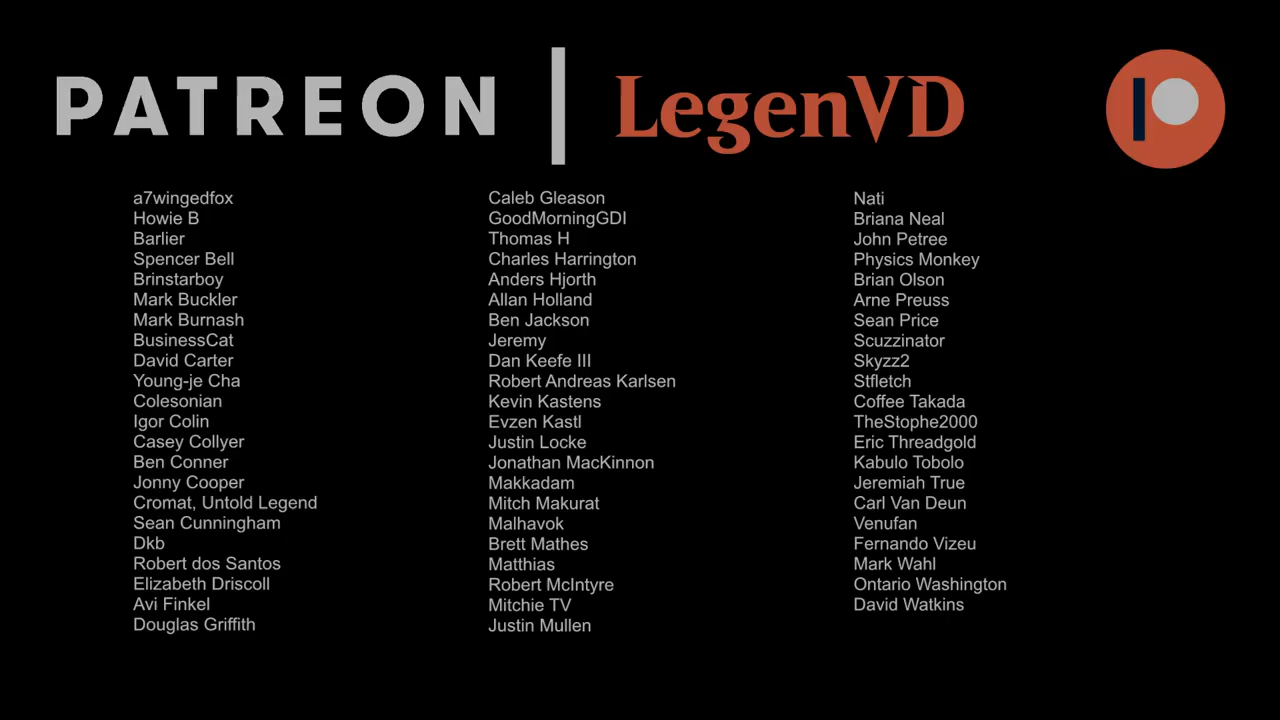 PATREON | LegenVD
a7wingedfox
Howie B
Barlier
Spencer Bell
Brinstarboy
Mark Buckler
Mark Burnash
BusinessCat
David Carter
Young-je Cha
Colesonian
Igor Colin
Casey Collyer
Ben Conner
Jonny Cooper
Cromat, Untold Legend
Sean Cunningham
Dkb
Robert dos Santos
Elizabeth Driscoll
Avi Finkel
Douglas Griffith
Caleb Gleason
GoodMorningGDI
Thomas H
Charles Harrington
Anders Hjorth
Allan Holland
Ben Jackson
Jeremy
Dan Keefe III
Robert Andreas Karlsen
Kevin Kastens
Evzen Kastl
Justin Locke
Jonathan MacKinnon
Makkadam
Mitch Makurat
Malhavok
Brett Mathes
Matthias
Robert McIntyre
Mitchie TV
Justin Mullen
Nati
Briana Neal
John Petree
Physics Monkey
Brian Olson
Arne Preuss
Sean Price
Scuzzinator
Skyzz2
Stfletch
Coffee Takada
TheStophe2000
Eric Threadgold
Kabulo Tobolo
Jeremiah True
Carl Van Deun
Venufan
Fernando Vizeu
Mark Wahl
Ontario Washington
David Watkins